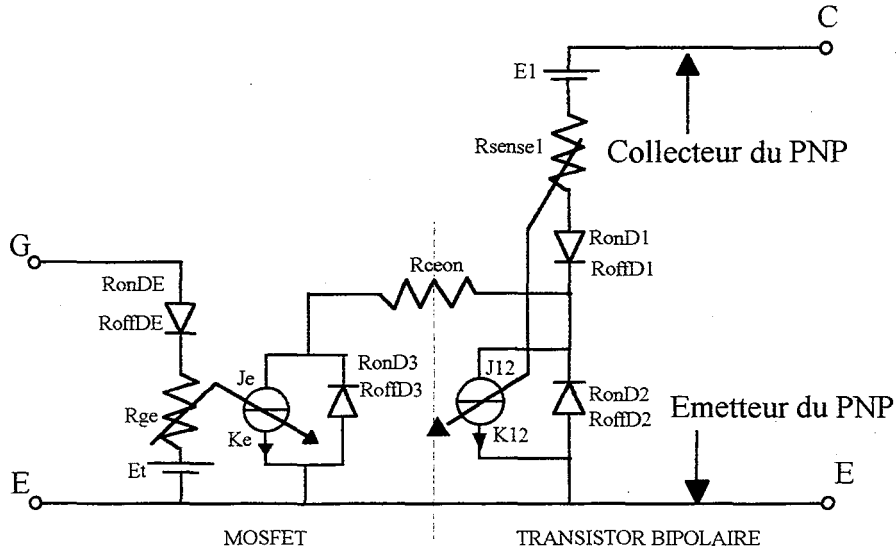 C
E1
Rsense1
Collecteur du PNP
G
RonDE
RoffDE
Rceon
RonD1
RoffD1
Je
RonD3
RoffD3
J12
RonD2
RoffD2
Emetteur du PNP
Rge
Ke
K12
Et
E
E
MOSFET
TRANSISTOR BIPOLAIRE